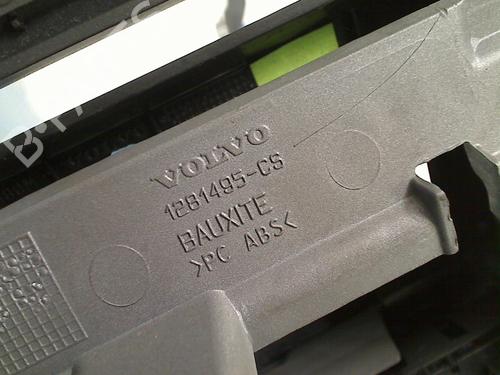 VOLVO
1281495-CS
BAUXITE
>PC ABS<